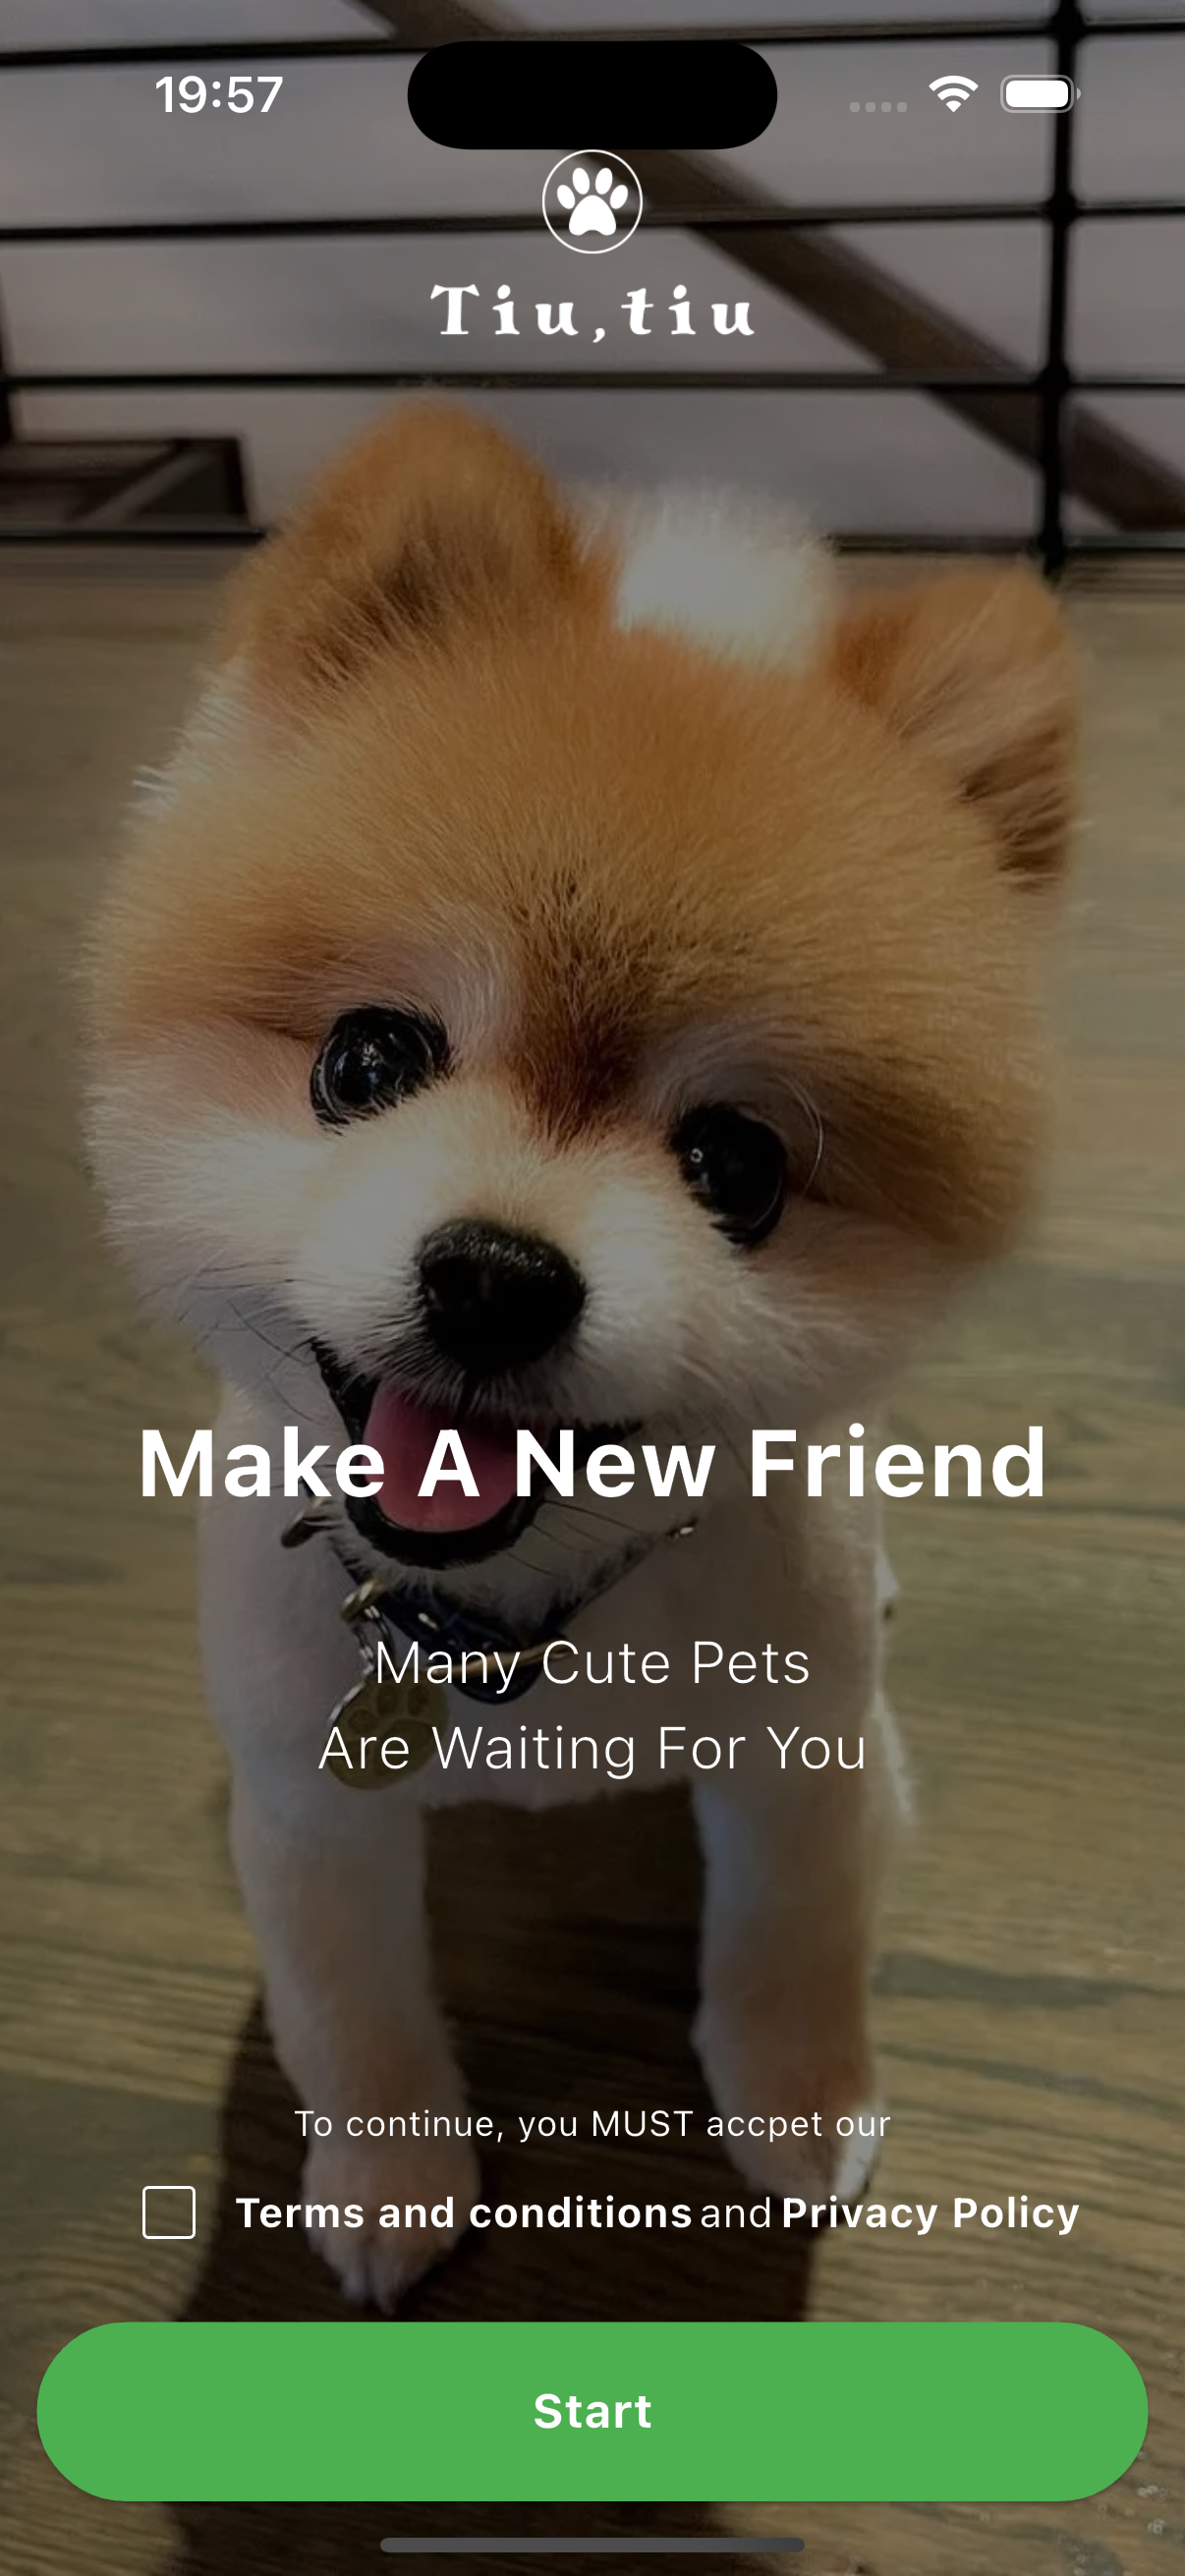 19:57
Tiu,tiu
Make A New Friend
Many Cute Pets
Are Waiting For You
To continue, you MUST accpet our
Terms and conditions and Privacy Policy
Start